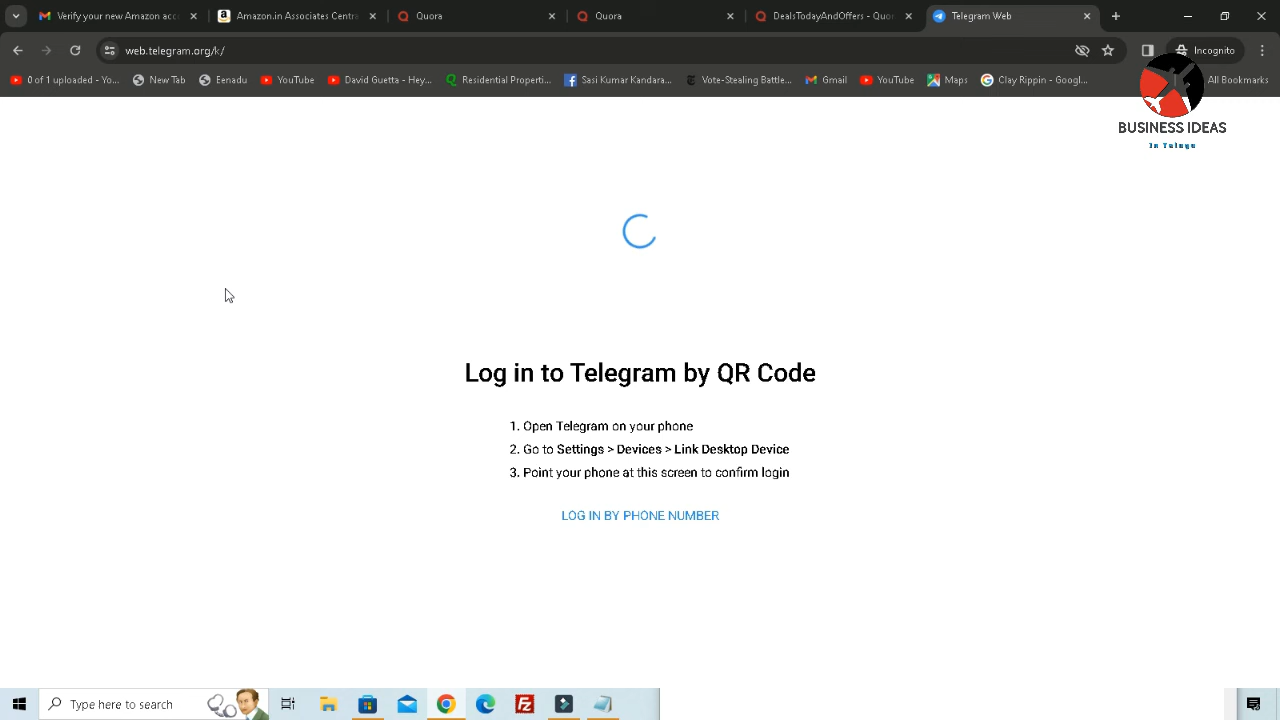 Verify your new Amazon acc
Amazon.in Associates Centr
Quora
Quora
DealsTodayAndOffers - Quor
Telegram Web
web.telegram.org/k/
Incognito
0 of 1 uploaded - Yo...
New Tab
Eenadu
YouTube
David Guetta - Hey...
Residential Properti...
Sasi Kumar Kandara...
Vote-Stealing Battle...
Gmail
YouTube
Maps
Clay Rippin - Googl...
All Bookmarks
BUSINESS IDEAS
In Telugu
Log in to Telegram by QR Code
1. Open Telegram on your phone
2. Go to Settings > Devices > Link Desktop Device
3. Point your phone at this screen to confirm login
LOG IN BY PHONE NUMBER
Type here to search